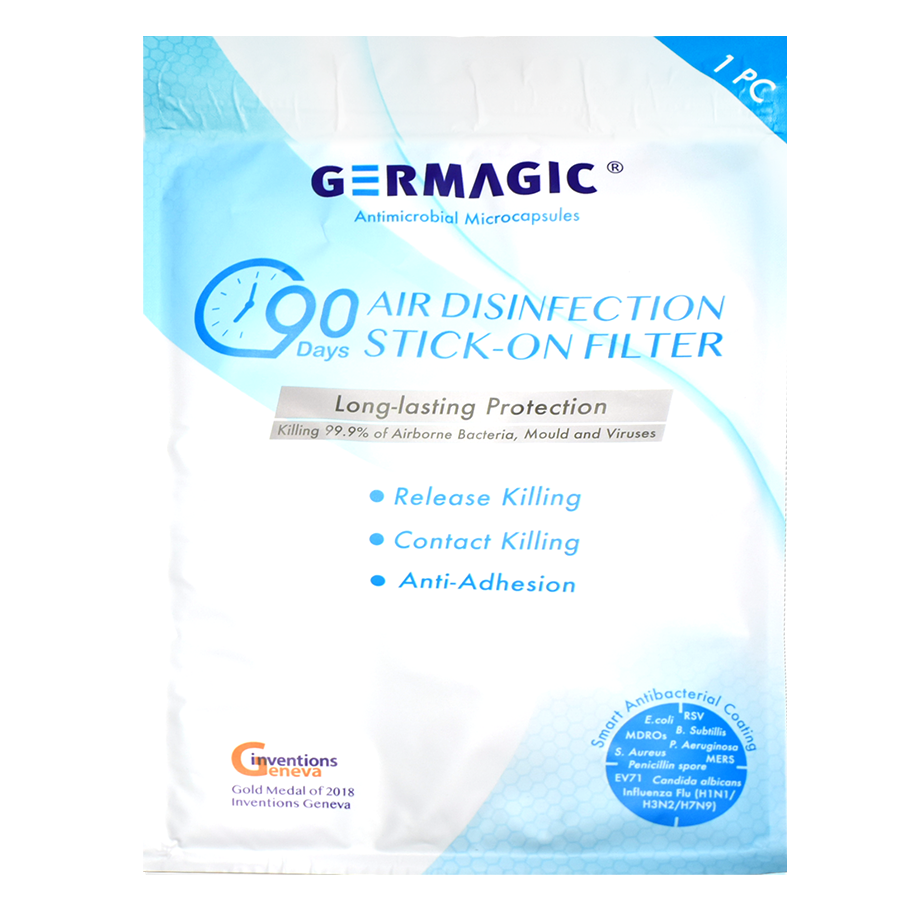 1 PC
GERMAGIC®
Antimicrobial Microcapsules
90 Days
AIR DISINFECTION
STICK-ON FILTER
Long-lasting Protection
Killing 99.9% of Airborne Bacteria, Mould and Viruses
• Release Killing
• Contact Killing
• Anti-Adhesion
Smart Antibacterial Coating
E.coli RSV
MDROs B. Subtillis
S. Aureus P. Aeruginosa
MERS
Penicillin spore
EV71 Candida albicans
Influenza Flu (H1N1/
H3N2/H7N9)
inventions
Geneva
Gold Medal of 2018
Inventions Geneva